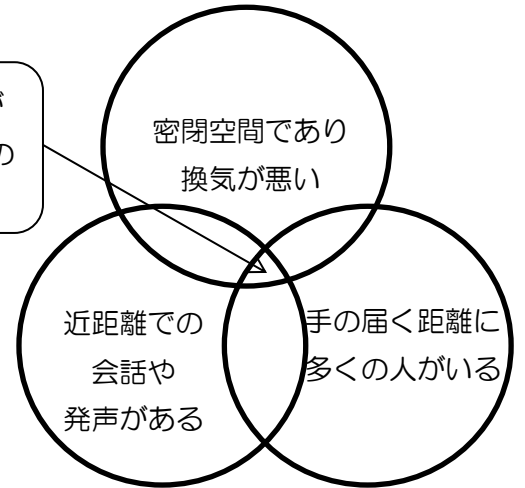 が
の
密閉空間であり
換気が悪い
近距離での
会話や
発声がある
手の届く距離に
多くの人がいる